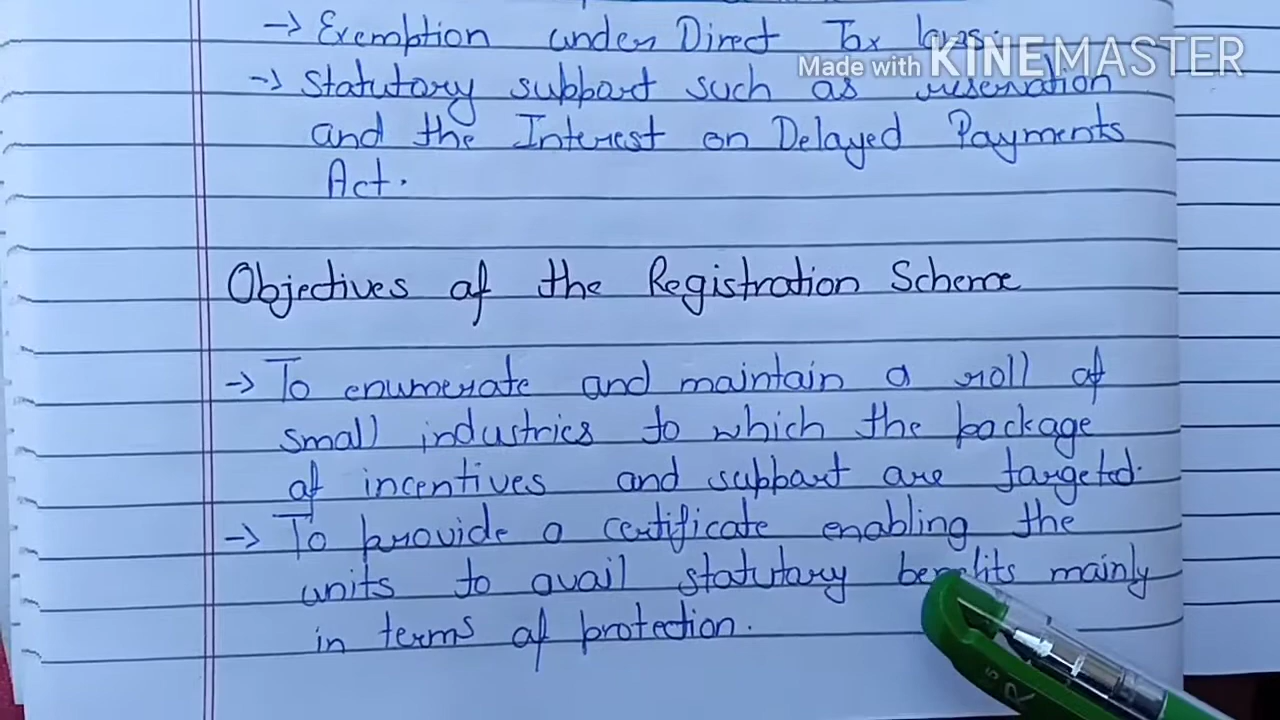 → Exemption under Direct Tax laws.
Made with KINEMASTER
→ Statutory support such as reservation
and the Interest on Delayed Payments
Act.
Objectives of the Registration Scheme
→ To enumerate and maintain a roll of
small industries to which the package
of incentives and support are targeted.
→ To provide a certificate enabling the
units to avail statutary benefits mainly
in terms of protection.
R 5